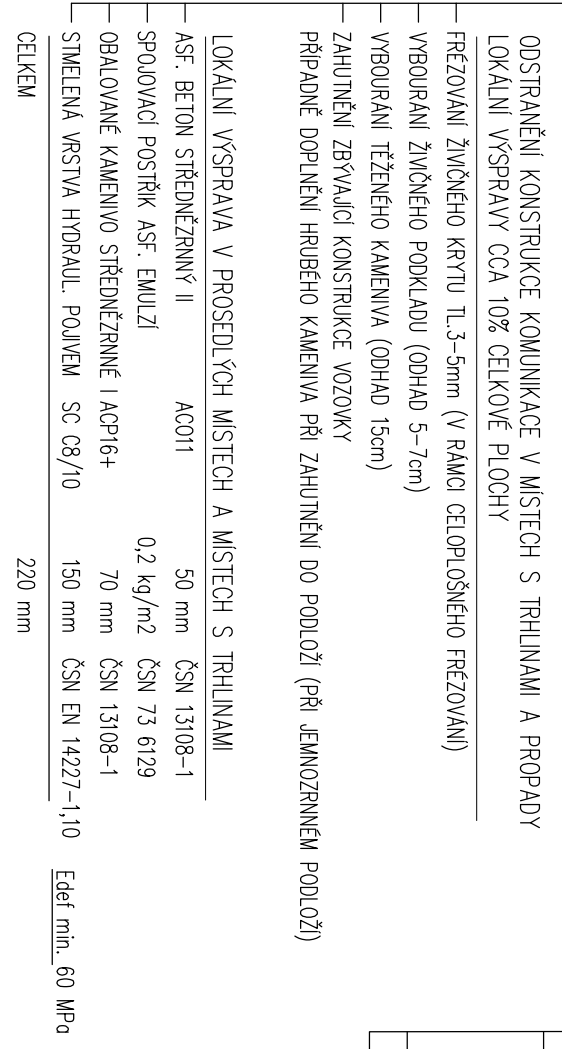 ODSTRANĚNÍ KONSTRUKCE KOMUNIKACE V MÍSTECH S TRHLINAMI A PROPADY
LOKÁLNÍ VÝSPRAVY CCA 10% CELKOVÉ PLOCHY
FRÉZOVÁNÍ ŽIVIČNÉHO KRYTU TL.3-5mm (V RÁMCI CELOPLOŠNÉHO FRÉZOVÁNÍ)
VYBOURÁNÍ ŽIVIČNÉHO PODKLADU (ODHAD 5-7cm)
VYBOURÁNÍ TĚŽENÉHO KAMENIVA (ODHAD 15cm)
ZAHUTNĚNÍ ZBÝVAJÍCÍ KONSTRUKCE VOZOVKY
PŘÍPADNĚ DOPLNĚNÍ HRUBÉHO KAMENIVA PŘI ZAHUTNĚNÍ DO PODLOŽÍ (PŘI JEMNOZRNNÉM PODLOŽÍ)
LOKÁLNÍ VÝSPRAVA V PROSEDLÝCH MÍSTECH A MÍSTECH S TRHLINAMI
ASF. BETON STŘEDNĚZRNNÝ II ACO11 50 mm ČSN 13108-1
SPOJOVACÍ POSTŘIK ASF. EMULZÍ 0,2 kg/m2 ČSN 73 6129
OBALOVANÉ KAMENIVO STŘEDNĚZRNNÉ I ACP16+ 70 mm ČSN 13108-1
STMELENÁ VRSTVA HYDRAUL. POJIVEM SC C8/10 150 mm ČSN EN 14227-1,10 Edef min. 60 MPa
CELKEM 220 mm